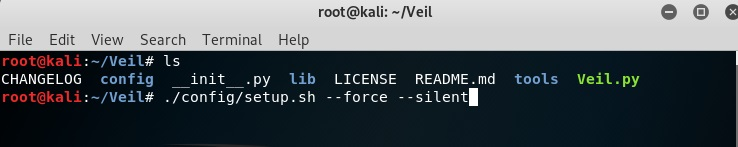 root@kali: ~/Veil
File Edit View Search Terminal Help
root@kali:~/Veil# ls
CHANGELOG config __init__.py lib LICENSE README.md tools Veil.py
root@kali:~/Veil# ./config/setup.sh --force --silent